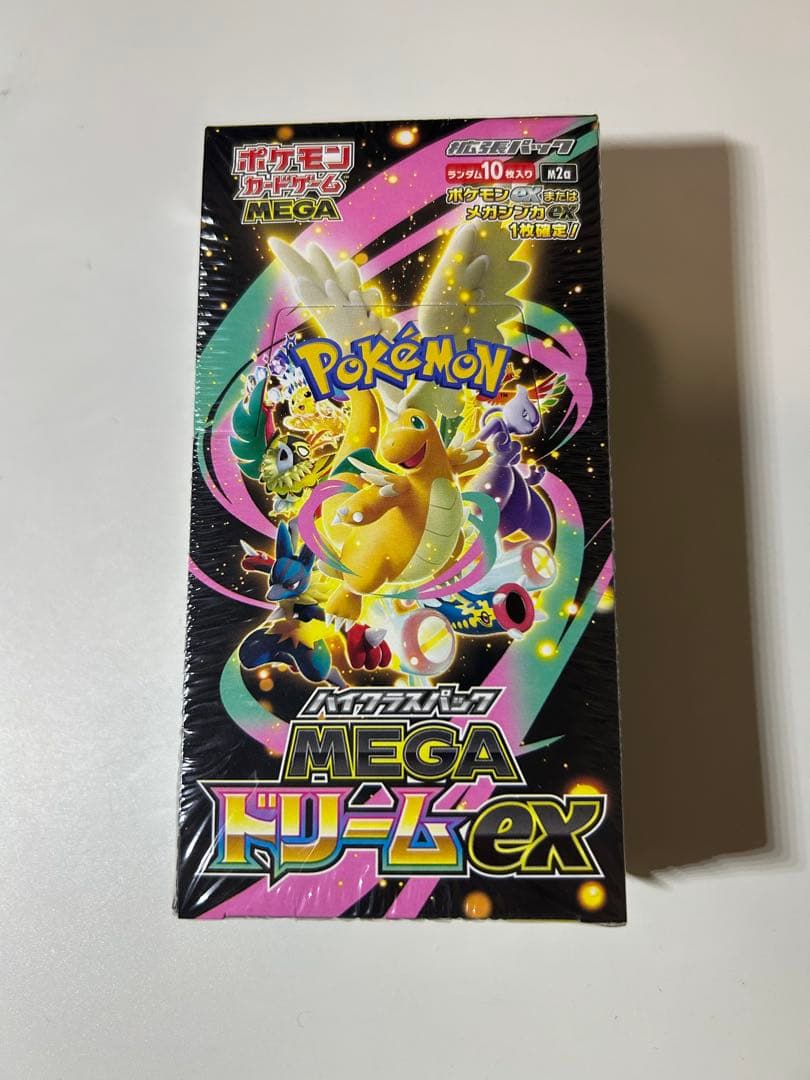 ポケモン
カードゲーム
MEGA
拡張パック
ランダム10枚入り M2a
ポケモンexまたは
メガシンカex
1枚確定!
POKéMON
ハイクラスパック
MEGA
ドリームex